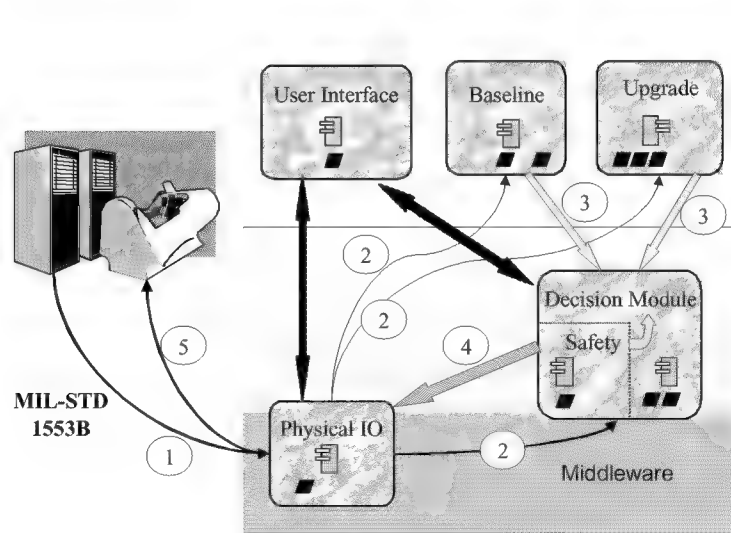 User Interface
Baseline
Upgrade
3
3
2
2
Decision Module
Safety
5
4
MIL-STD
1553B
1
Physical IO
2
Middleware